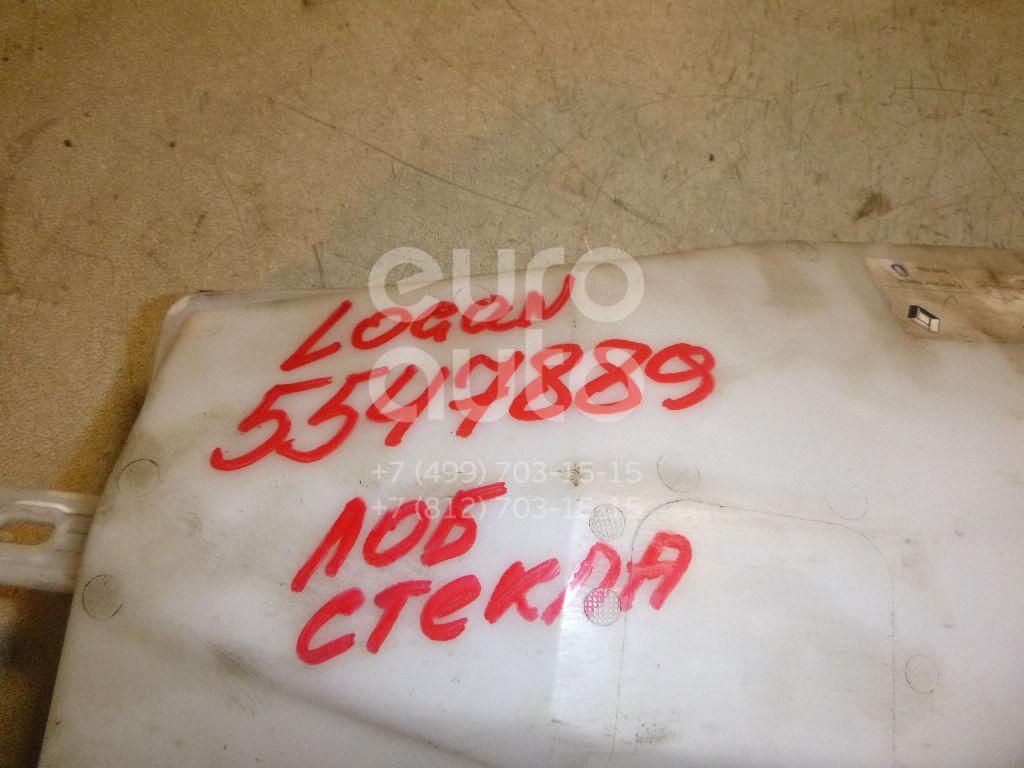 euro
auto
+7 (499) 703-15-15
+7 (812) 703-15-15
LOGAN
5547889
ЛОБ
СТЕКЛА